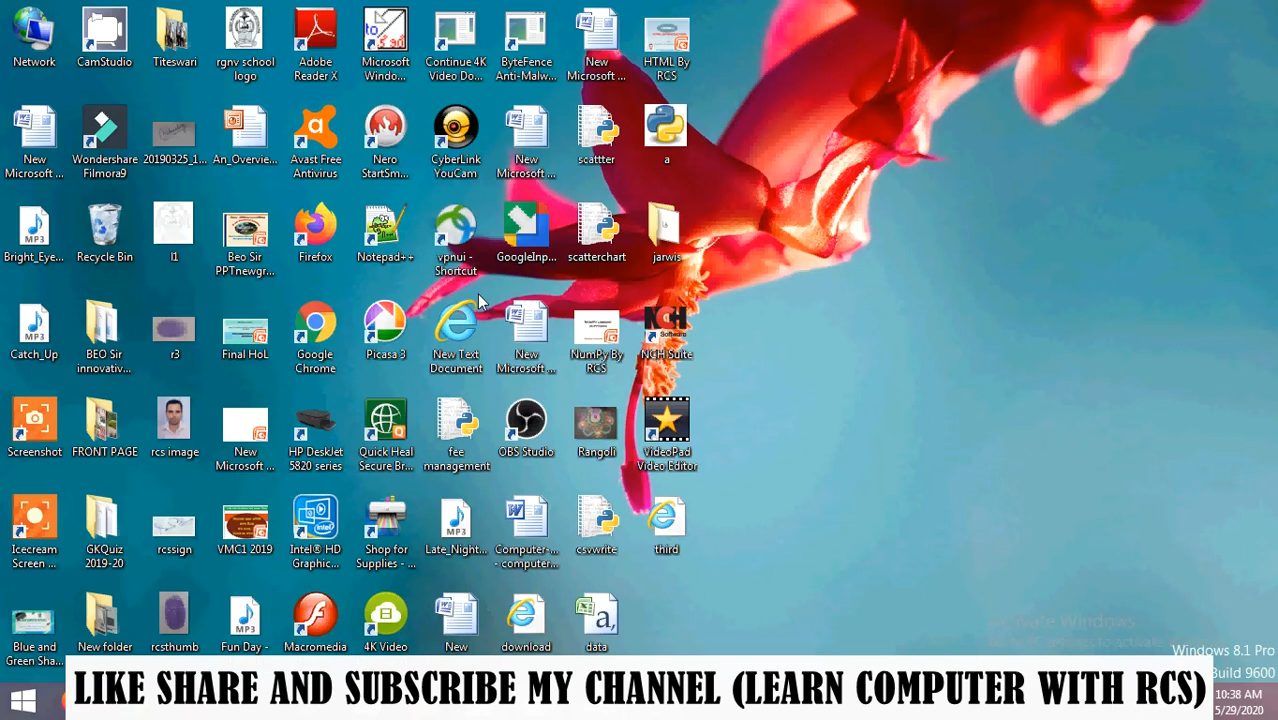 Network
CamStudio
Titeswari
rgnv school
logo
Adobe
Reader X
Microsoft
Windo...
Continue 4K
Video Do...
ByteFence
Anti-Malw...
New
Microsoft ...
HTML By
RCS
New
Microsoft ...
Wondershare
Filmora9
20190325_1...
An_Overvie...
Avast Free
Antivirus
Nero
StartSm...
CyberLink
YouCam
New
Microsoft ...
scattter
a
Bright_Eye...
Recycle Bin
l1
Beo Sir
PPTnewgr...
Firefox
Notepad++
vpnui -
Shortcut
GoogleInp...
scatterchart
jarwis
Catch_Up
BEO Sir
innovativ...
r3
Final HoL
Google
Chrome
Picasa 3
New Text
Document
New
Microsoft ...
NumPy By
RCS
NCH Suite
Screenshot
FRONT PAGE
rcs image
New
Microsoft ...
HP DeskJet
5820 series
Quick Heal
Secure Br...
fee
management
OBS Studio
Rangoli
VideoPad
Video Editor
Icecream
Screen ...
GKQuiz
2019-20
rcssign
VMC1 2019
Intel® HD
Graphic...
Shop for
Supplies - ...
Late_Night...
Computer-...
- computer...
csvwrite
third
Blue and
Green Sha...
New folder
rcsthumb
Fun Day -
Macromedia
4K Video
New
download
data
Windows 8.1 Pro
Build 9600
10:38 AM
5/29/2020
LIKE SHARE AND SUBSCRIBE MY CHANNEL (LEARN COMPUTER WITH RCS)